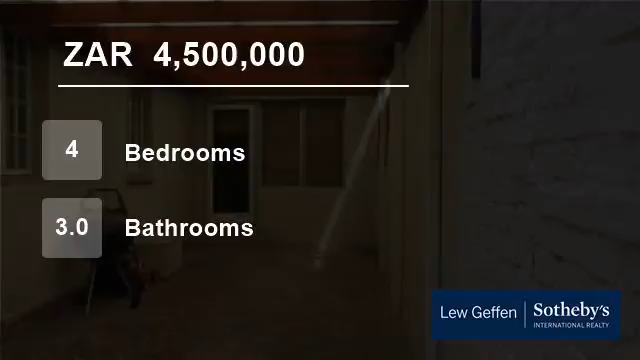 ZAR 4,500,000
4 Bedrooms
3.0 Bathrooms
Lew Geffen | Sotheby's
INTERNATIONAL REALTY